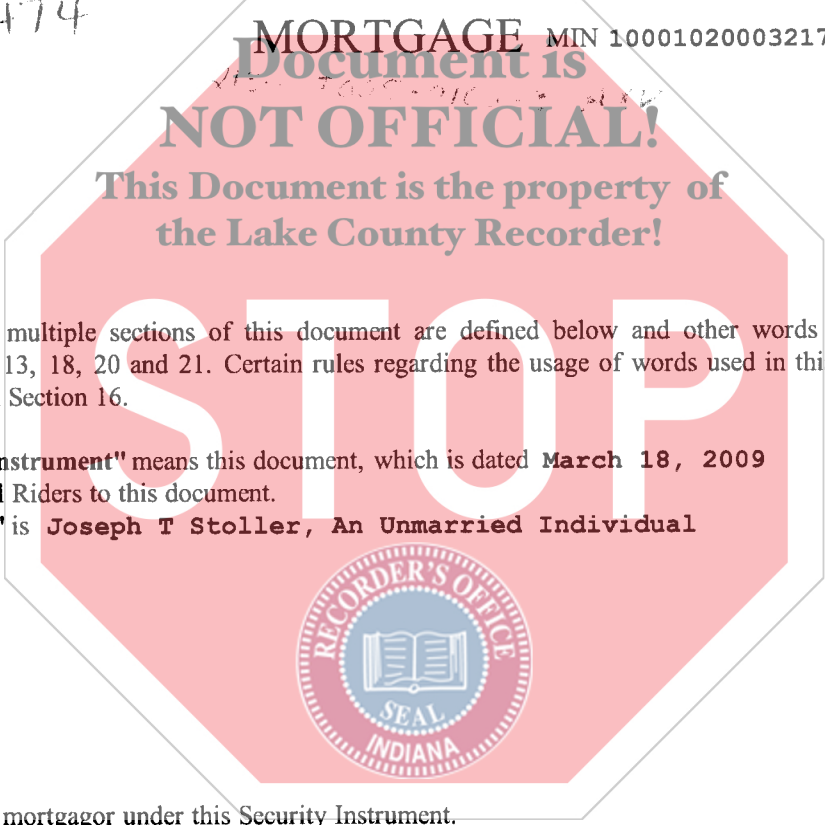 474
MORTGAGE MIN 10001020003217
Document is
NOT OFFICIAL!
This Document is the property of
the Lake County Recorder!
STOP
multiple sections of this document are defined below and other words
13, 18, 20 and 21. Certain rules regarding the usage of words used in thi
Section 16.
nstrument" means this document, which is dated March 18, 2009
Riders to this document.
" is Joseph T Stoller, An Unmarried Individual
RECORDER'S OFFICE
SEAL
INDIANA
mortgagor under this Security Instrument.